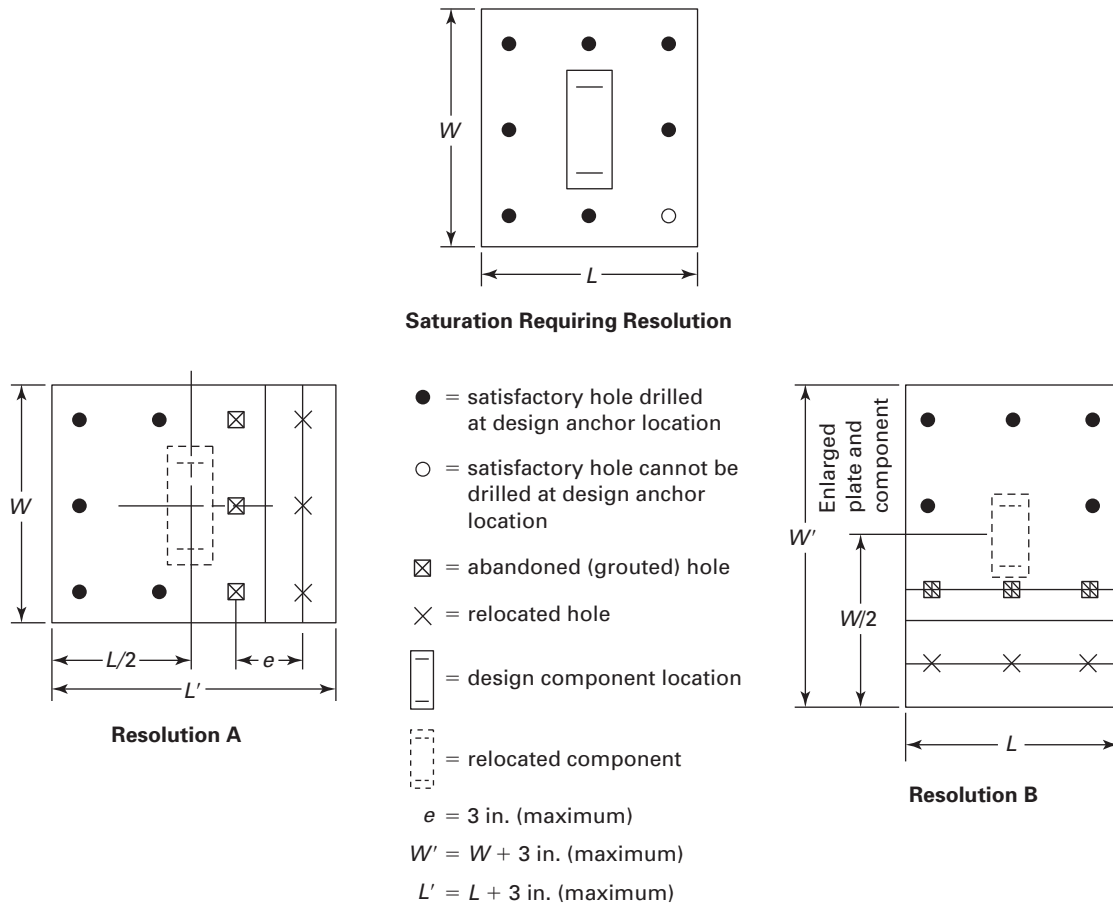 W
L
Saturation Requiring Resolution
W
L/2
e
L′
Resolution A
● = satisfactory hole drilled
at design anchor location
○ = satisfactory hole cannot be
drilled at design anchor
location
= abandoned (grouted) hole
= relocated hole
= design component location
= relocated component
e = 3 in. (maximum)
W′ = W + 3 in. (maximum)
L′ = L + 3 in. (maximum)
Enlarged
plate and
component
W′
W/2
L
Resolution B